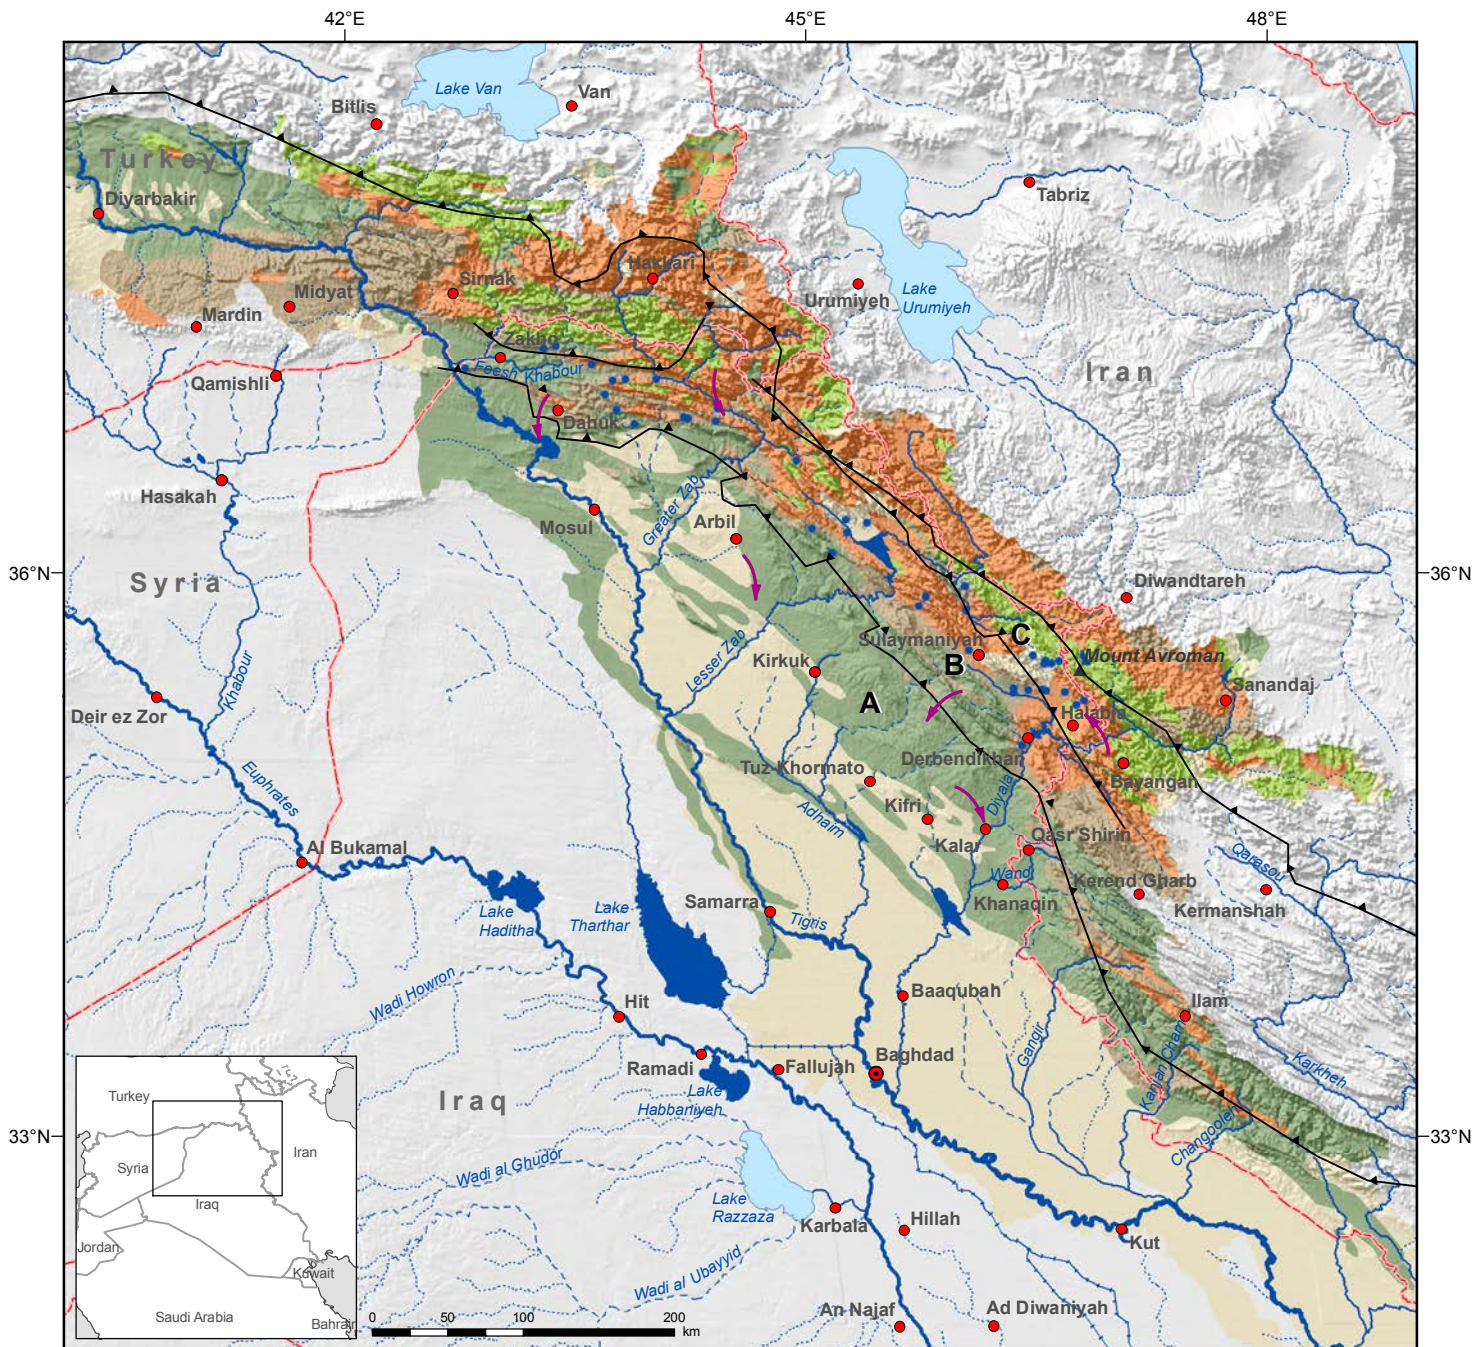 42°E
45°E
48°E
Lake Van
Van
Bitlis
Turkey
Diyarbakir
Tabriz
Hakkari
Sirnak
Midyat
Mardin
Urumiyeh
Lake
Urumiyeh
Zakho
Feesh Khabour
Qamishli
Iran
Dahuk
Hasakah
Mosul
Greater Zab
Arbil
36°N
36°N
Syria
Diwandtareh
Khabour
Lesser Zab
Sulaymaniyah
C
B
Mount Avroman
Kirkuk
Sanandaj
A
Deir ez Zor
Halabja
Derbendikhan
Tuz-Khormato
Bayangan
Euphrates
Kifri
Adhaim
Diyala
Kalar
Qasr Shirin
Al Bukamal
Qarasou
Wand
Kerend Gharb
Khanaqin
Kermanshah
Samarra
Lake
Haditha
Lake
Tharthar
Tigris
Wadi Howron
Baaqubah
Hit
Ilam
Gangir
Kanjan Cham
Karkheh
Ramadi
Fallujah
Baghdad
Lake
Habbaniyeh
Iraq
Changooleh
33°N
33°N
Wadi al Ghudor
Lake
Razzaza
Karbala
Hillah
Kut
Wadi al Ubayyid
An Najaf
Ad Diwaniyah
Turkey
Syria
Iran
Iraq
Jordan
Kuwait
Saudi Arabia
Bahrain
0
50
100
200
km